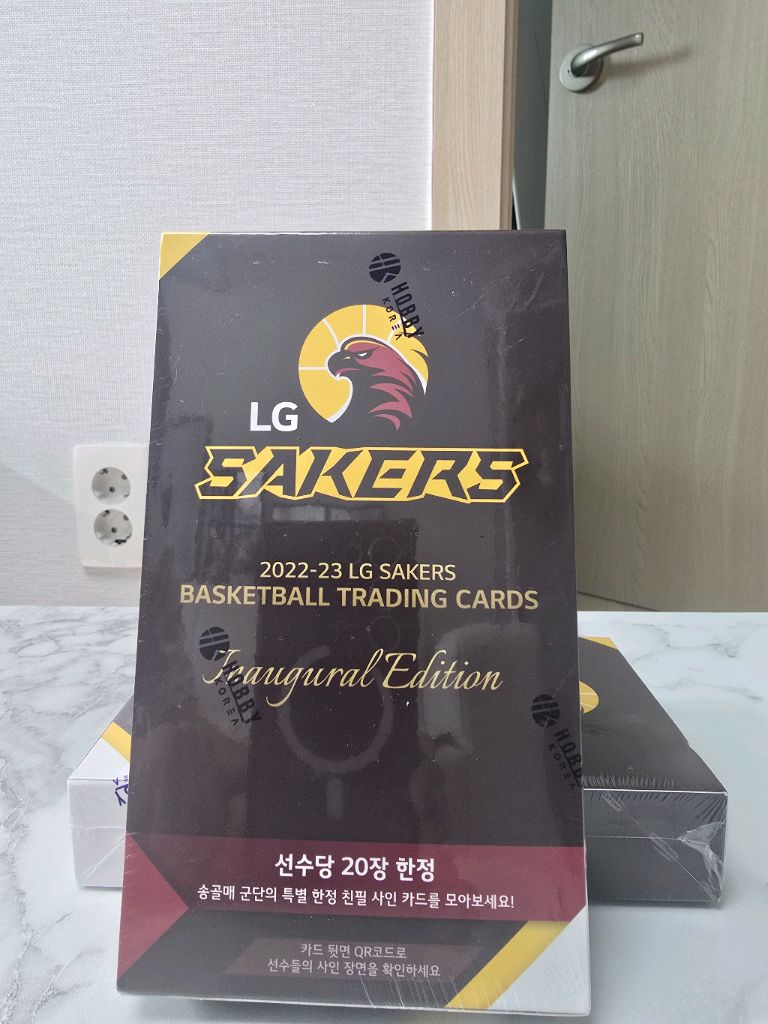 HOBBY
KOREA
LG
SAKERS
2022-23 LG SAKERS
BASKETBALL TRADING CARDS
Inaugural Edition
HOBBY
KOREA
HOBBY
KOREA
선수당 20장 한정
송골매 군단의 특별 한정 친필 사인 카드를 모아보세요!
카드 뒷면 QR코드로
선수들의 사인 장면을 확인하세요